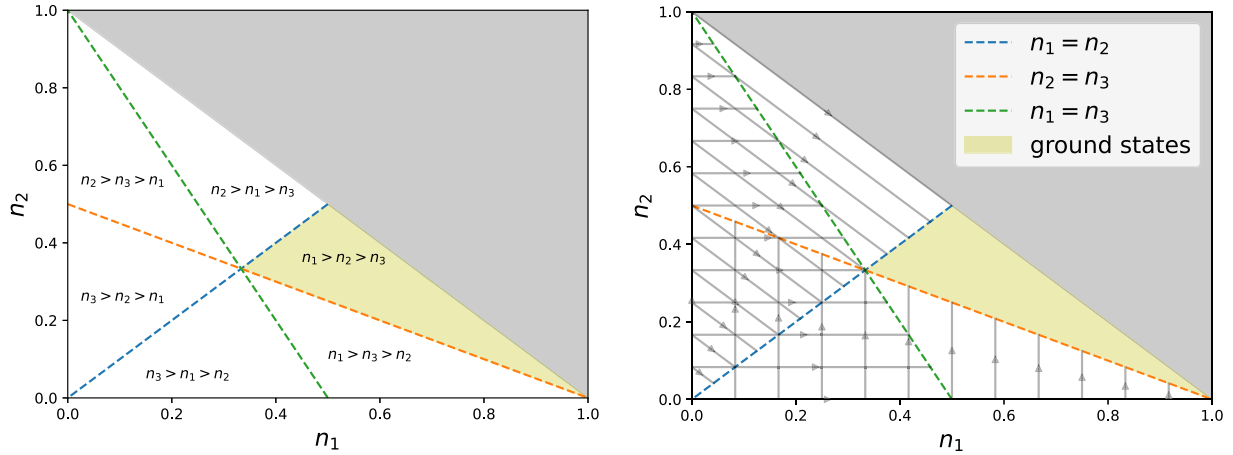 1.0
0.8
0.6
0.4
0.2
0.0
n₂
n₂ > n₃ > n₁
n₂ > n₁ > n₃
n₁ > n₂ > n₃
n₃ > n₂ > n₁
n₁ > n₃ > n₂
n₃ > n₁ > n₂
0.0 0.2 0.4 0.6 0.8 1.0
n₁
1.0
0.8
0.6
0.4
0.2
0.0
n₂
n₁ = n₂
n₂ = n₃
n₁ = n₃
ground states
0.0 0.2 0.4 0.6 0.8 1.0
n₁